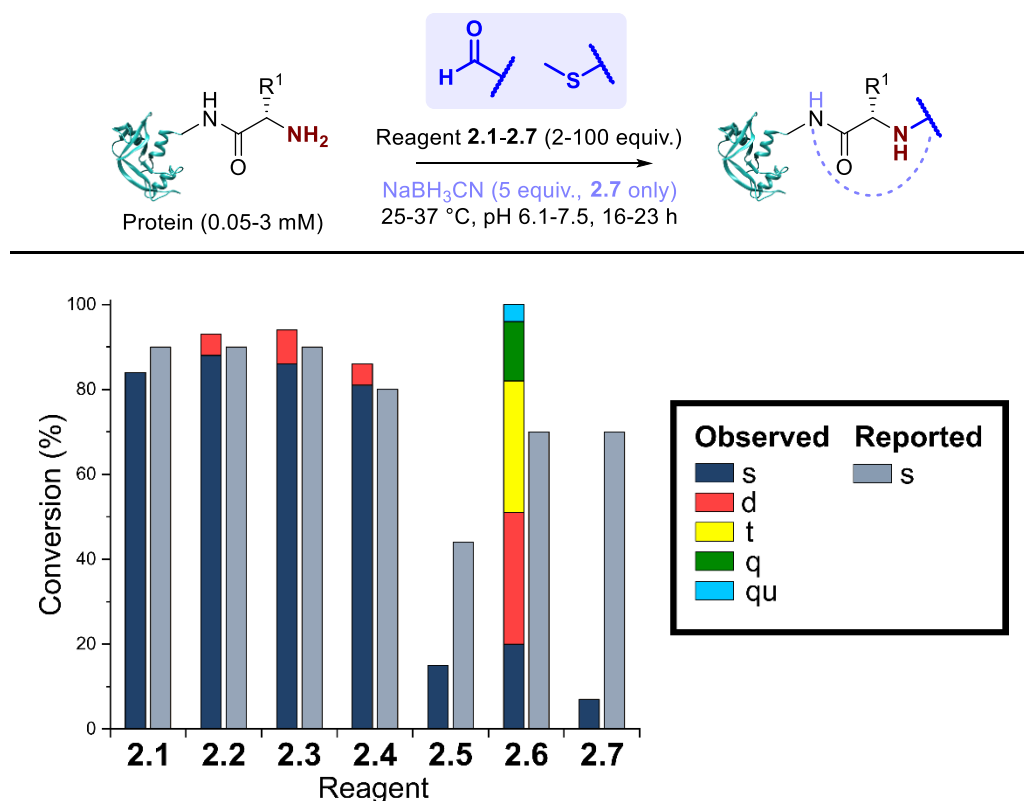 O
H
S
R¹
H
N
O
NH₂
Protein (0.05-3 mM)
Reagent 2.1-2.7 (2-100 equiv.)
NaBH₃CN (5 equiv., 2.7 only)
25-37 °C, pH 6.1-7.5, 16-23 h
R¹
H
N
O
N
H
Conversion (%)
100
80
60
40
20
0
2.1 2.2 2.3 2.4 2.5 2.6 2.7
Reagent
Observed Reported
s s
d
t
q
qu